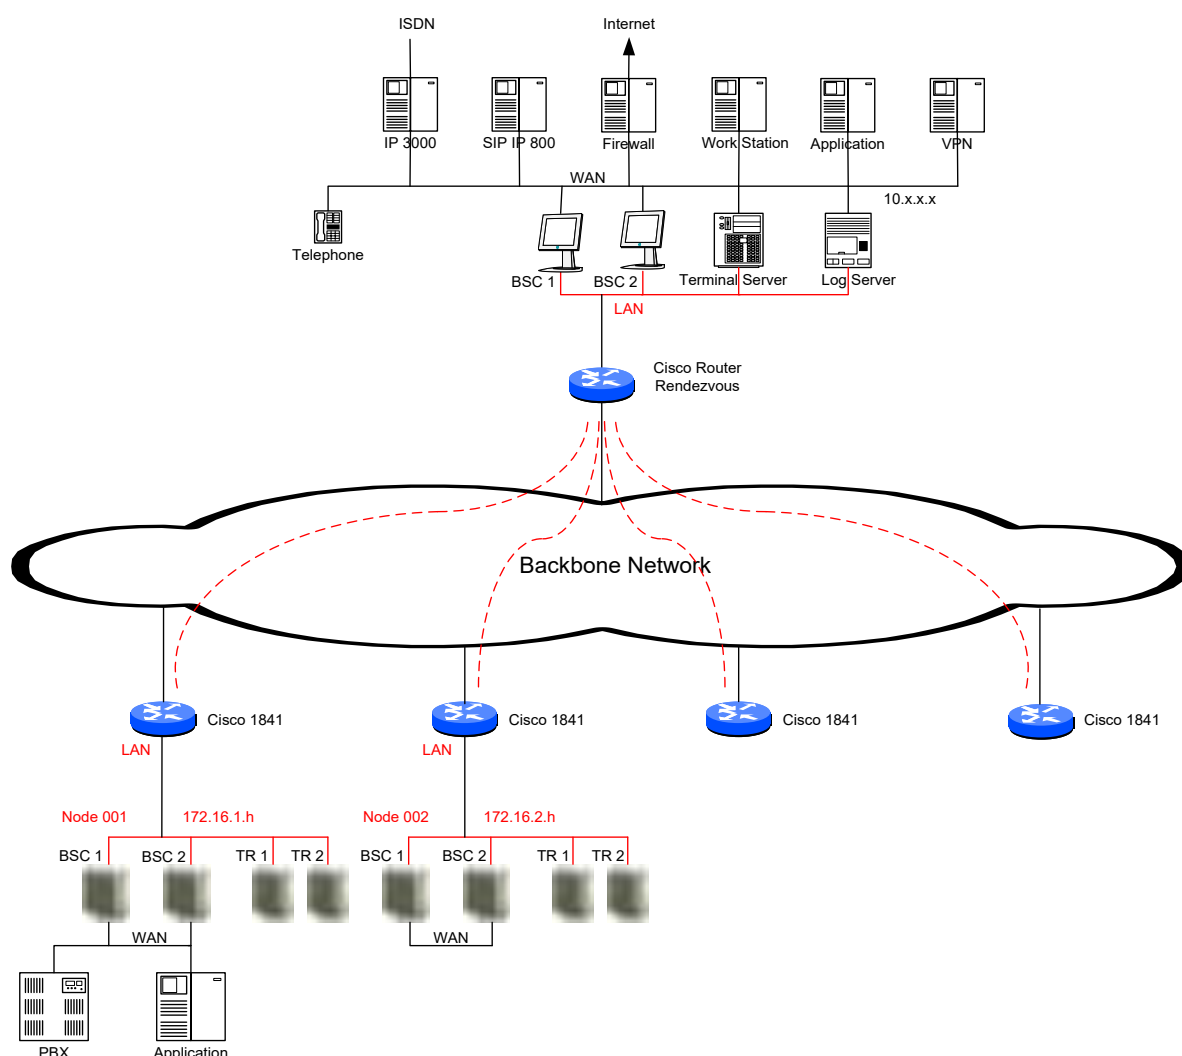 ISDN
Internet
IP 3000
SIP IP 800
Firewall
Work Station
Application
VPN
WAN
10.x.x.x
Telephone
BSC 1
BSC 2
Terminal Server
Log Server
LAN
Cisco Router
Rendezvous
Backbone Network
Cisco 1841
Cisco 1841
Cisco 1841
Cisco 1841
LAN
LAN
Node 001
172.16.1.h
Node 002
172.16.2.h
BSC 1
BSC 2
TR 1
TR 2
BSC 1
BSC 2
TR 1
TR 2
WAN
WAN
PBX
Application